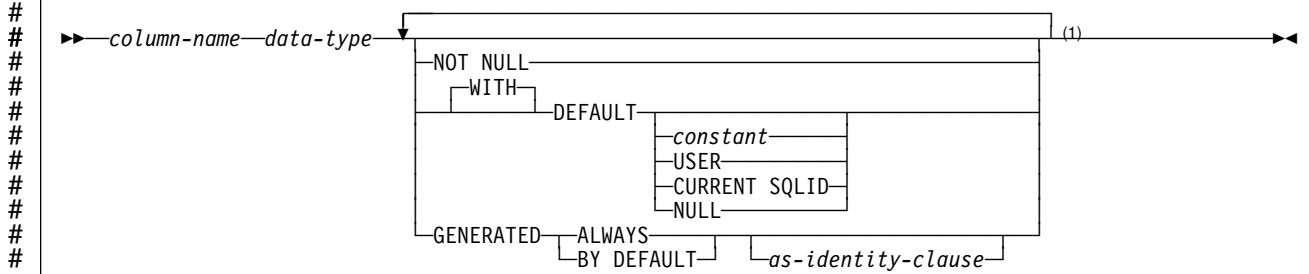 #
# column-name data-type (1)
# NOT NULL
# WITH
# DEFAULT
# constant
# USER
# CURRENT SQLID
# NULL
# GENERATED ALWAYS
# BY DEFAULT as-identity-clause